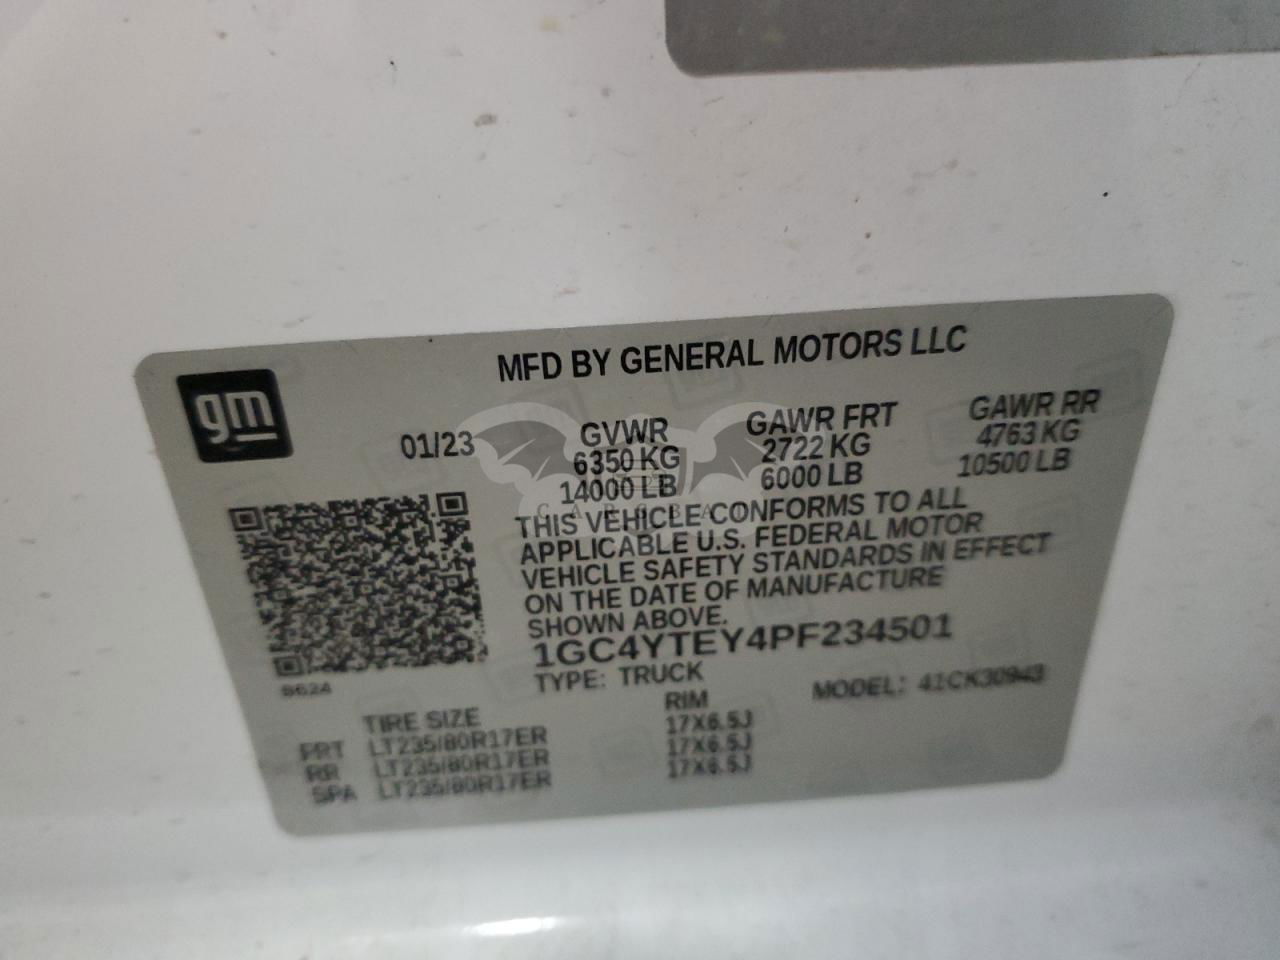 MFD BY GENERAL MOTORS LLC
gm
01/23
GVWR GAWR FRT GAWR RR
6350 KG 2722 KG 4763 KG
14000 LB 6000 LB 10500 LB
THIS VEHICLE CONFORMS TO ALL
APPLICABLE U.S. FEDERAL MOTOR
VEHICLE SAFETY STANDARDS IN EFFECT
ON THE DATE OF MANUFACTURE
SHOWN ABOVE.
1GC4YTEY4PF234501
TYPE: TRUCK
MODEL: 41CK30943
TIRE SIZE RIM
FRT LT235/80R17ER 17X6.5J
RR LT235/80R17ER 17X6.5J
SPA LT235/80R17ER 17X6.5J